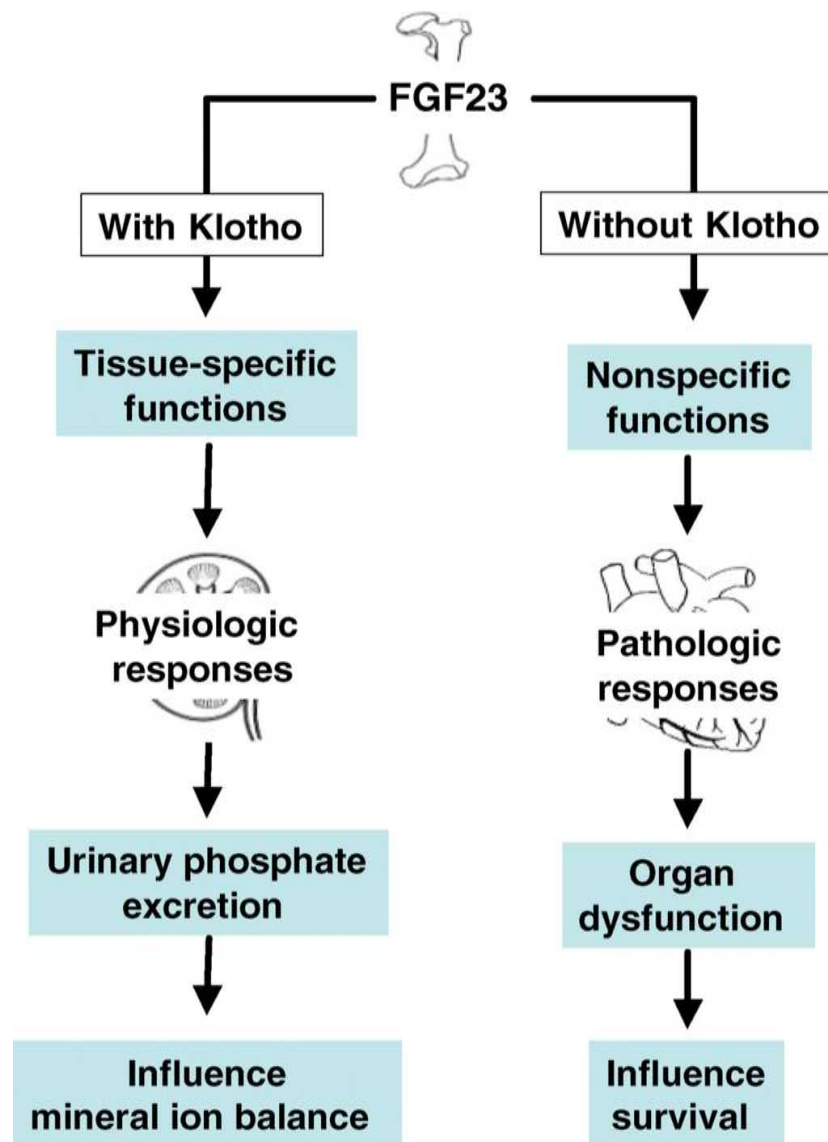 FGF23
With Klotho
Without Klotho
Tissue-specific
functions
Nonspecific
functions
Physiologic
responses
Pathologic
responses
Urinary phosphate
excretion
Organ
dysfunction
Influence
mineral ion balance
Influence
survival